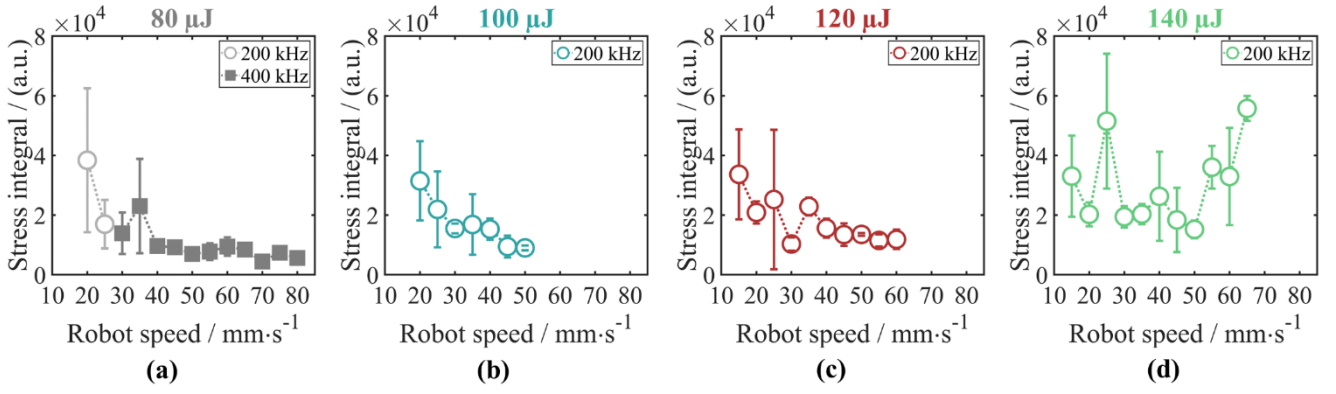 80 μJ
×10⁴
Stress integral / (a.u.)
8
6
4
2
0
200 kHz
400 kHz
10 20 30 40 50 60 70 80
Robot speed / mm·s⁻¹
(a)
100 μJ
×10⁴
Stress integral / (a.u.)
8
6
4
2
0
200 kHz
10 20 30 40 50 60 70 80
Robot speed / mm·s⁻¹
(b)
120 μJ
×10⁴
Stress integral / (a.u.)
8
6
4
2
0
200 kHz
10 20 30 40 50 60 70 80
Robot speed / mm·s⁻¹
(c)
140 μJ
×10⁴
Stress integral / (a.u.)
8
6
4
2
0
200 kHz
10 20 30 40 50 60 70 80
Robot speed / mm·s⁻¹
(d)